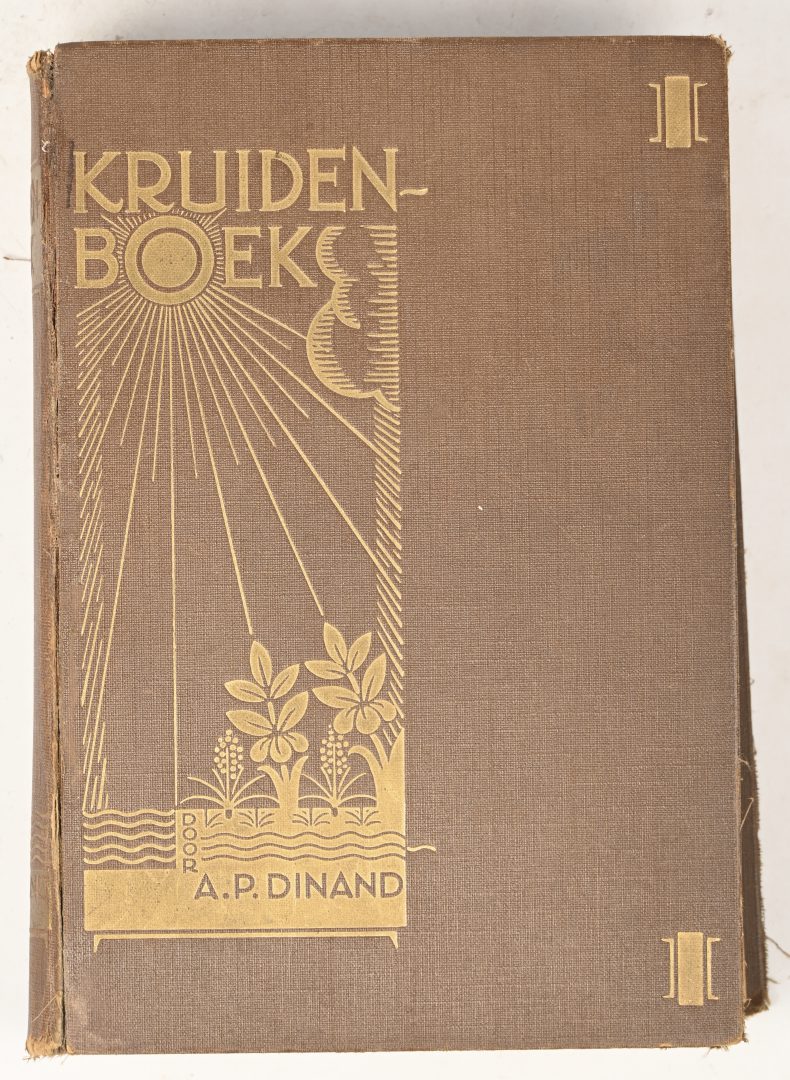 KRUIDEN-
BOEK
DOOR
A.P. DINAND